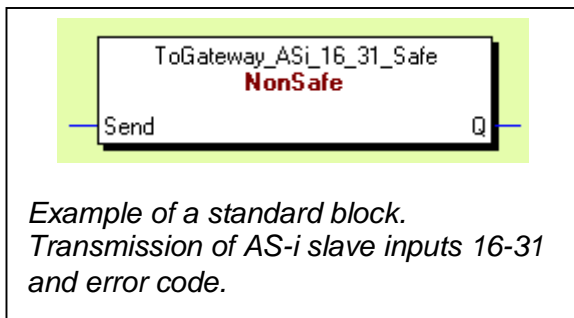 ToGateway_ASi_16_31_Safe
NonSafe
Send Q
Example of a standard block.
Transmission of AS-i slave inputs 16-31
and error code.